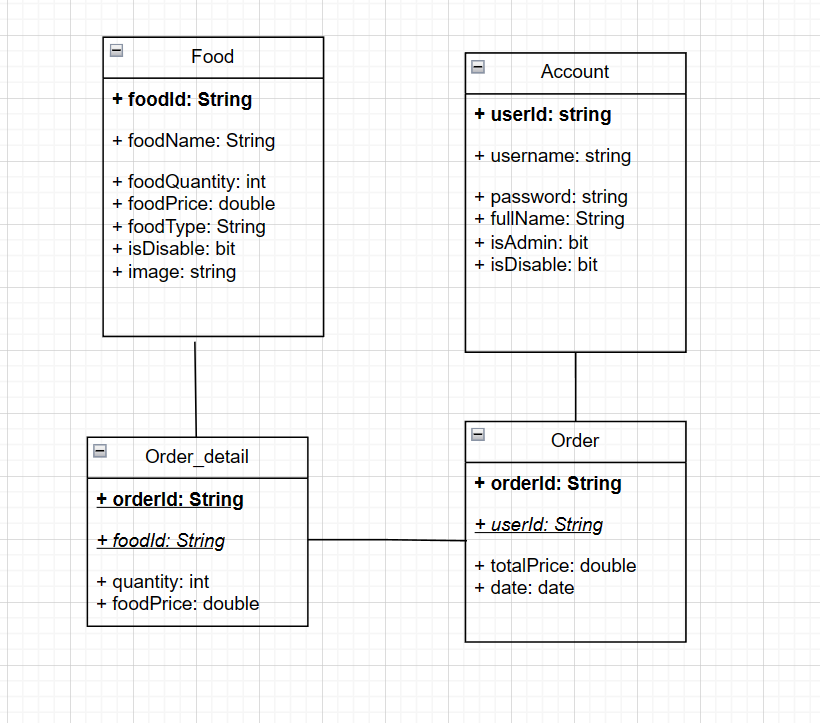 Food
+ foodId: String
+ foodName: String
+ foodQuantity: int
+ foodPrice: double
+ foodType: String
+ isDisable: bit
+ image: string
Account
+ userId: string
+ username: string
+ password: string
+ fullName: String
+ isAdmin: bit
+ isDisable: bit
Order_detail
+ orderId: String
+ foodId: String
+ quantity: int
+ foodPrice: double
Order
+ orderId: String
+ userId: String
+ totalPrice: double
+ date: date